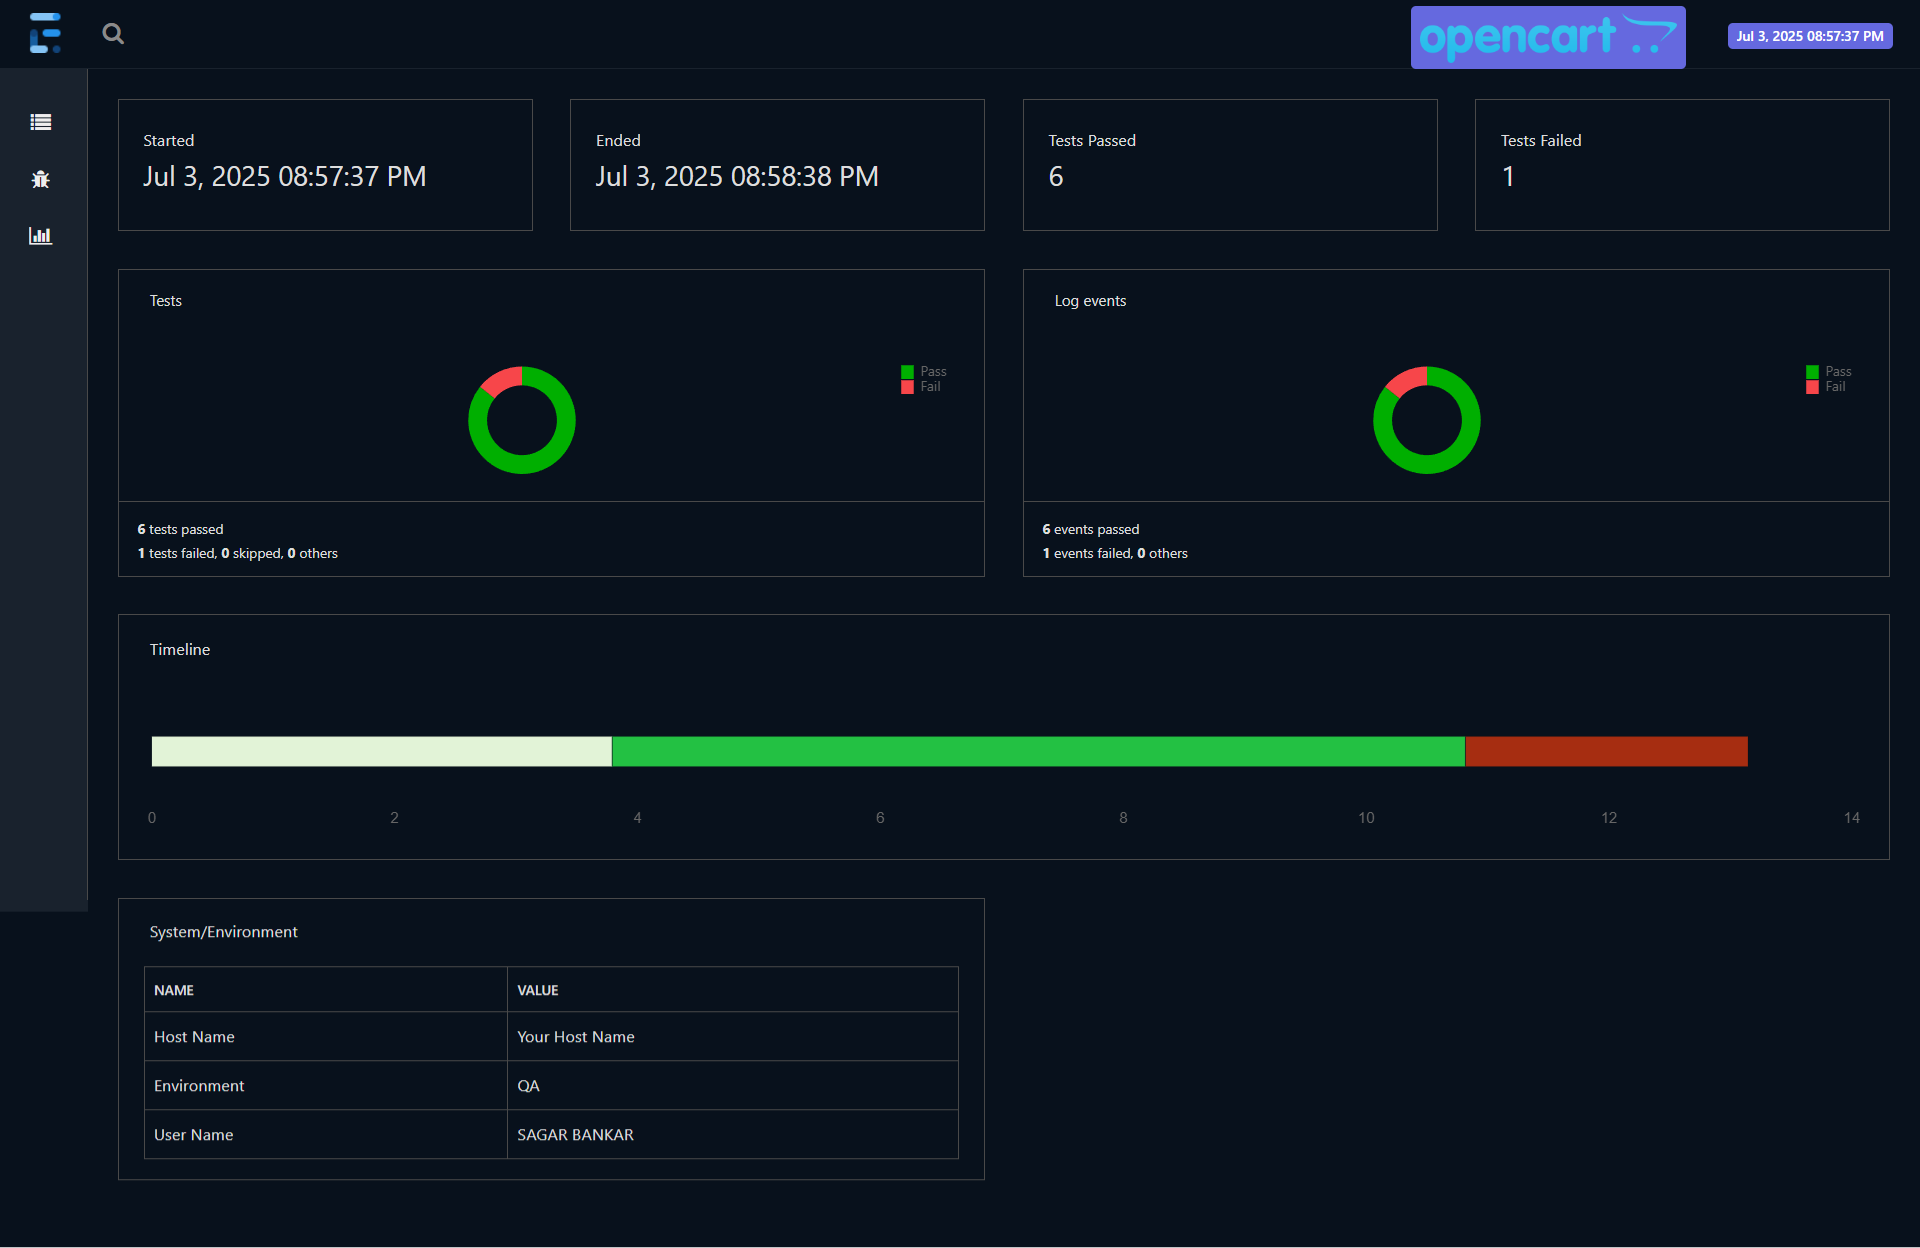 opencart
Jul 3, 2025 08:57:37 PM
Started
Jul 3, 2025 08:57:37 PM
Ended
Jul 3, 2025 08:58:38 PM
Tests Passed
6
Tests Failed
1
Tests
Pass
Fail
6 tests passed
1 tests failed, 0 skipped, 0 others
Log events
Pass
Fail
6 events passed
1 events failed, 0 others
Timeline
0 2 4 6 8 10 12 14
System/Environment
NAME VALUE
Host Name Your Host Name
Environment QA
User Name SAGAR BANKAR